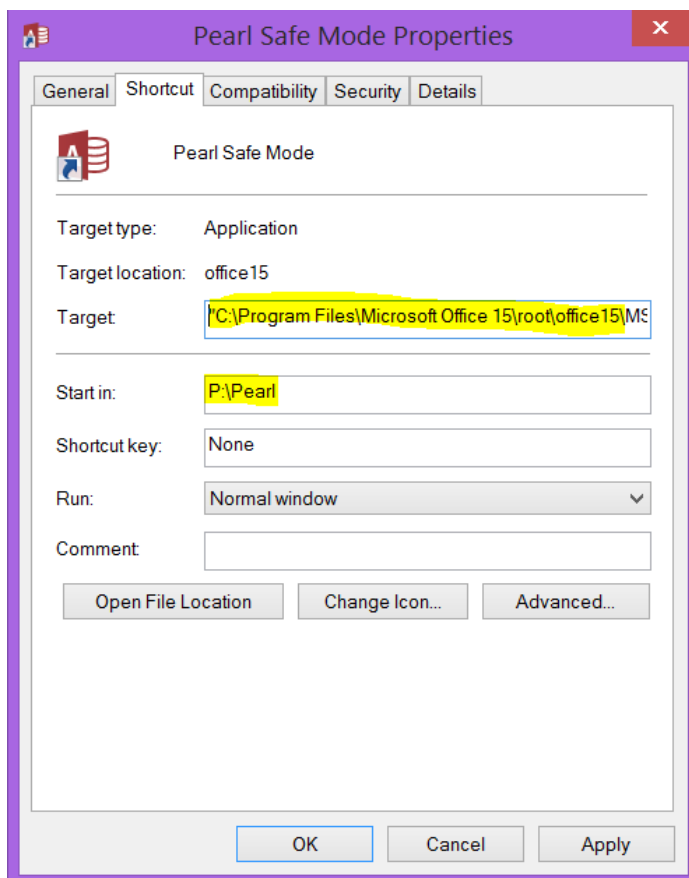 Pearl Safe Mode Properties
General Shortcut Compatibility Security Details
Pearl Safe Mode
Target type: Application
Target location: office15
Target: "C:\Program Files\Microsoft Office 15\root\office15\MS
Start in: P:\Pearl
Shortcut key: None
Run: Normal window
Comment:
Open File Location Change Icon... Advanced...
OK Cancel Apply